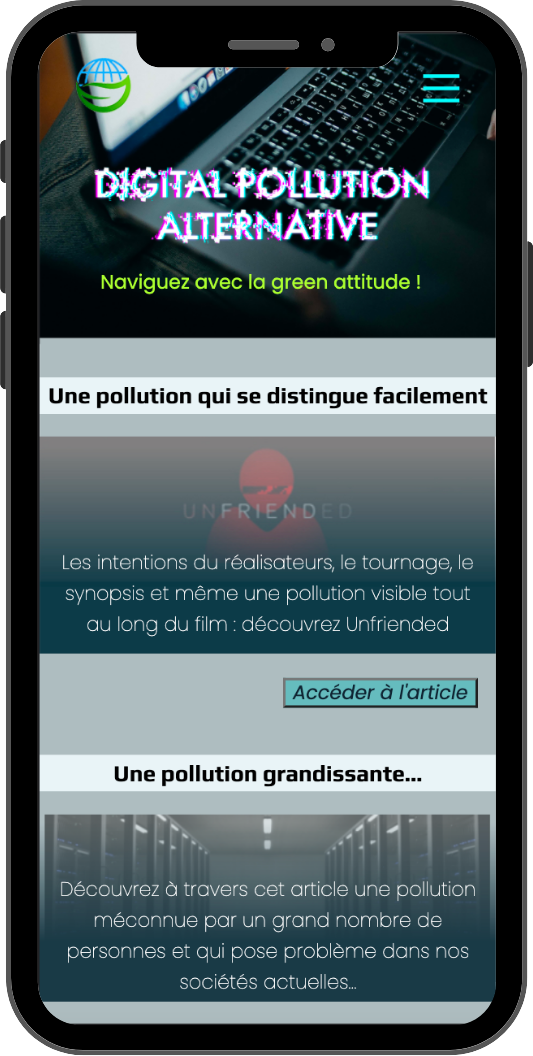 DIGITAL POLLUTION
ALTERNATIVE
Naviguez avec la green attitude !
Une pollution qui se distingue facilement
UNFRIENDED
Les intentions du réalisateurs, le tournage, le
synopsis et même une pollution visible tout
au long du film : découvrez Unfriended
Accéder à l'article
Une pollution grandissante...
Découvrez à travers cet article une pollution
méconnue par un grand nombre de
personnes et qui pose problème dans nos
sociétés actuelles...